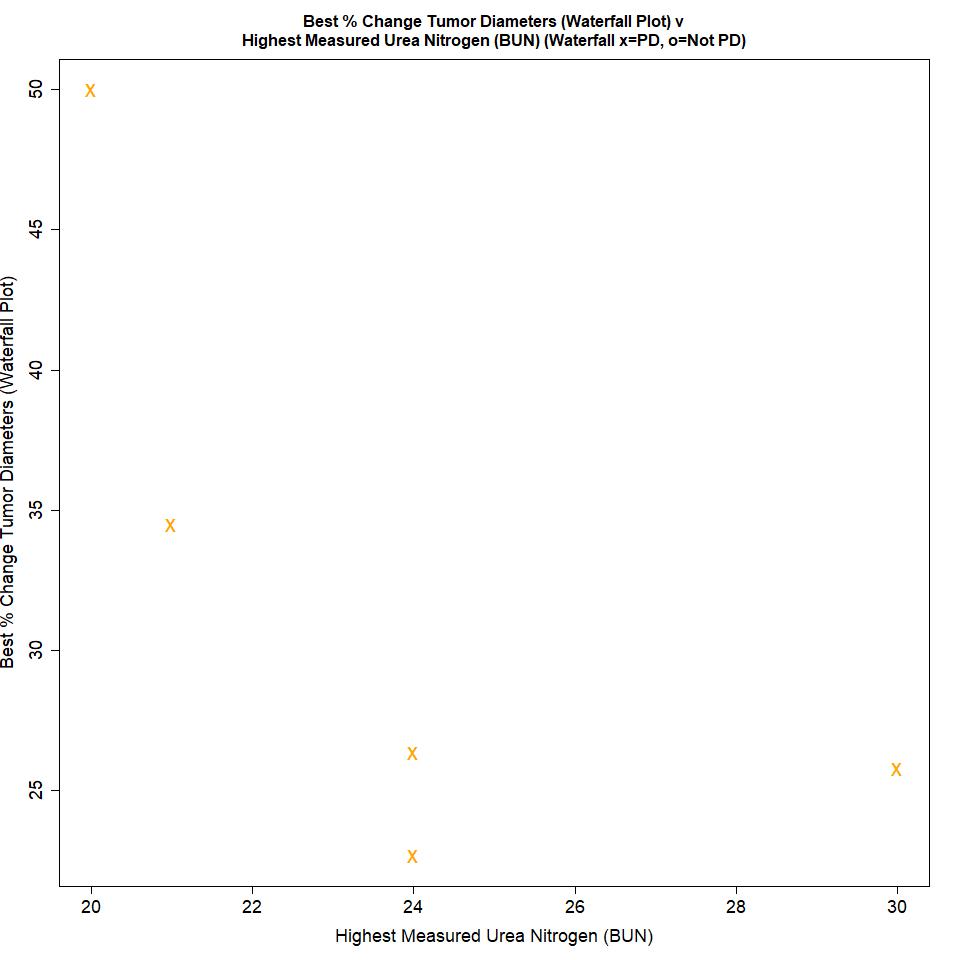 Best % Change Tumor Diameters (Waterfall Plot) v
Highest Measured Urea Nitrogen (BUN) (Waterfall x=PD, o=Not PD)
Best % Change Tumor Diameters (Waterfall Plot)
50
45
40
35
30
25
X
X
X
X
X
20 22 24 26 28 30
Highest Measured Urea Nitrogen (BUN)